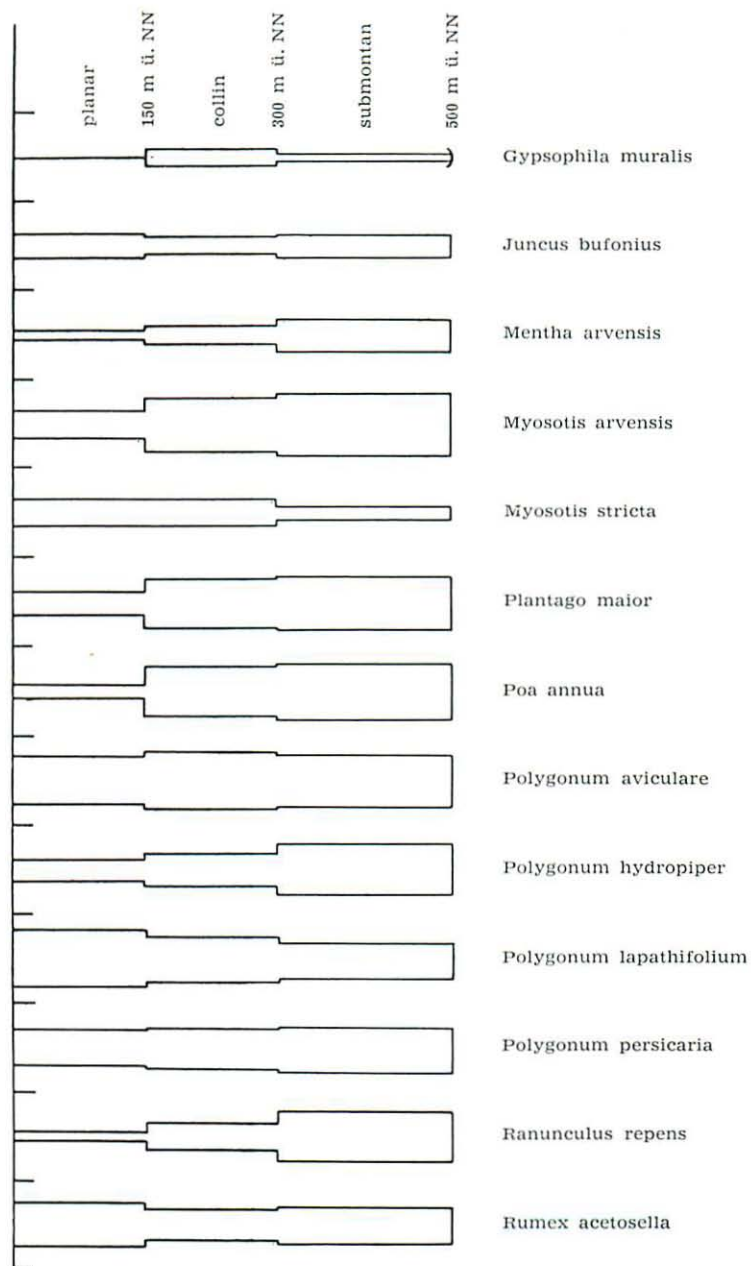 planar
150 m ü. NN
collin
300 m ü. NN
submontan
500 m ü. NN
Gypsophila muralis
Juncus bufonius
Mentha arvensis
Myosotis arvensis
Myosotis stricta
Plantago maior
Poa annua
Polygonum aviculare
Polygonum hydropiper
Polygonum lapathifolium
Polygonum persicaria
Ranunculus repens
Rumex acetosella